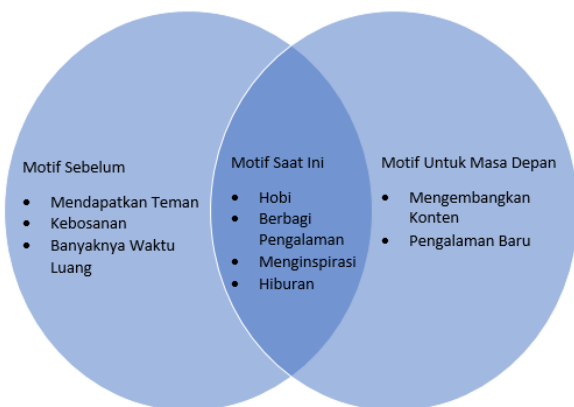 Motif Sebelum
• Mendapatkan Teman
• Kebosanan
• Banyaknya Waktu
Luang
Motif Saat Ini
• Hobi
• Berbagi
Pengalaman
• Menginspirasi
• Hiburan
Motif Untuk Masa Depan
• Mengembangkan
Konten
• Pengalaman Baru